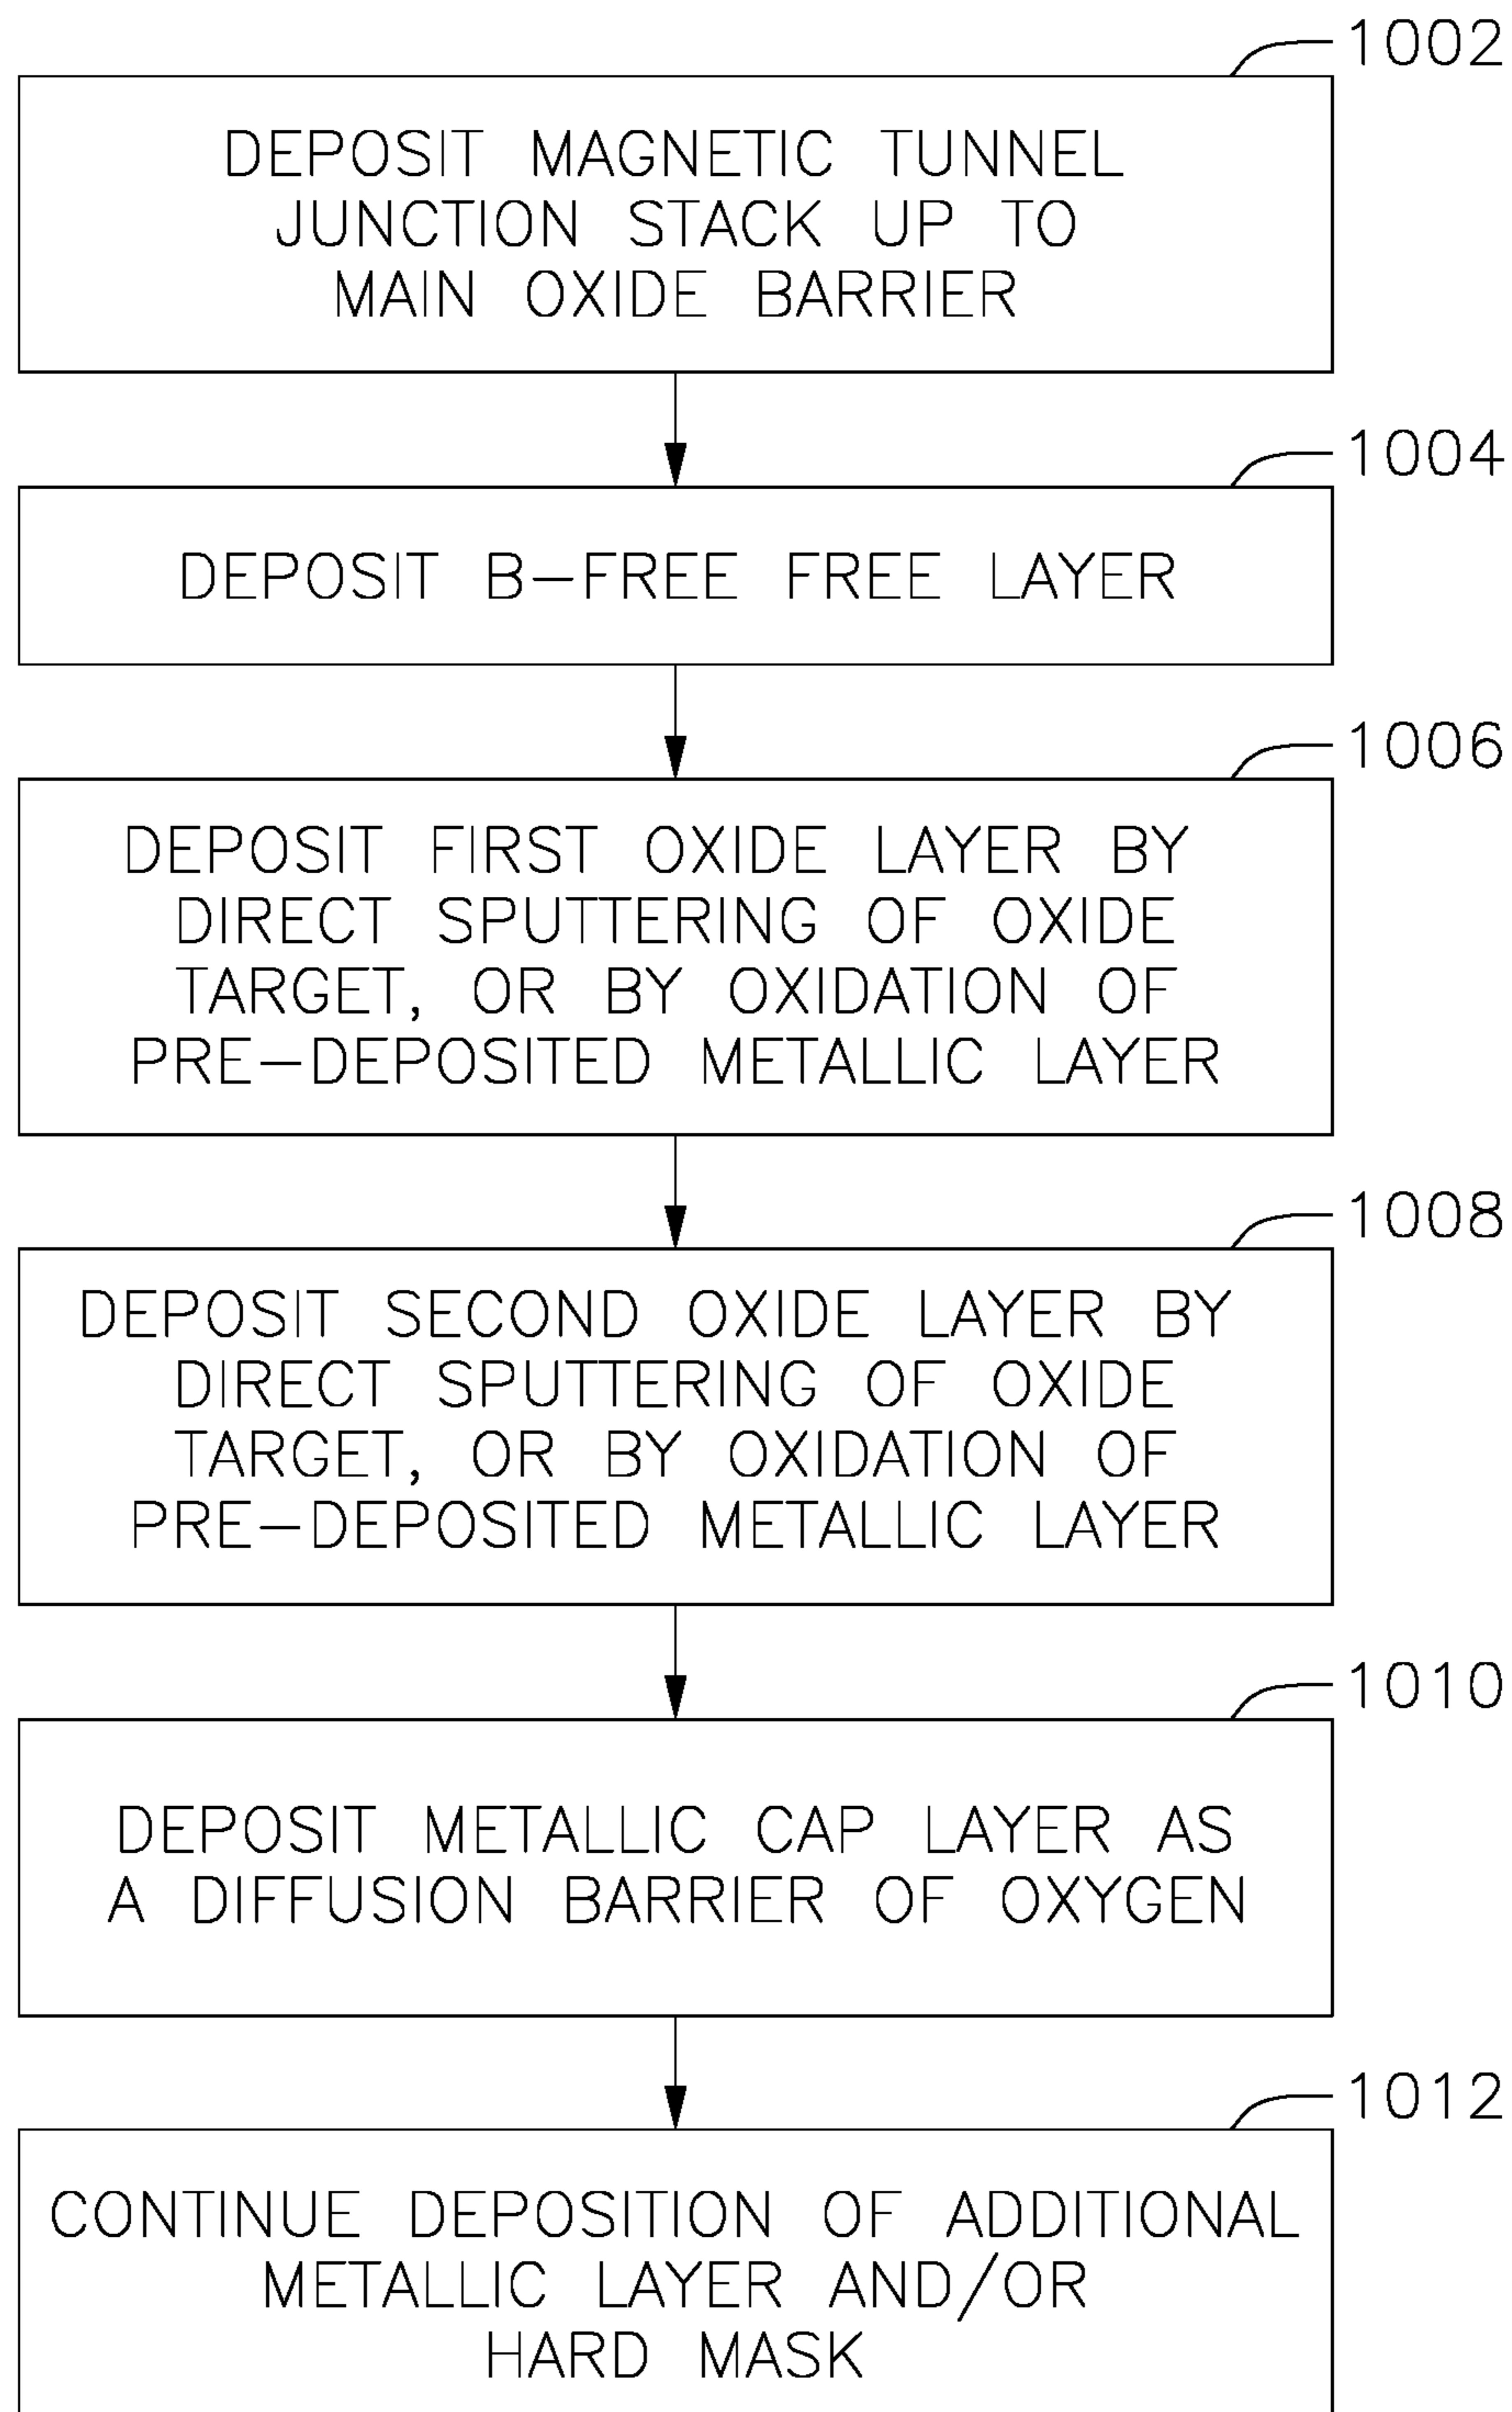 1002
DEPOSIT MAGNETIC TUNNEL
JUNCTION STACK UP TO
MAIN OXIDE BARRIER
1004
DEPOSIT B-FREE FREE LAYER
1006
DEPOSIT FIRST OXIDE LAYER BY
DIRECT SPUTTERING OF OXIDE
TARGET, OR BY OXIDATION OF
PRE-DEPOSITED METALLIC LAYER
1008
DEPOSIT SECOND OXIDE LAYER BY
DIRECT SPUTTERING OF OXIDE
TARGET, OR BY OXIDATION OF
PRE-DEPOSITED METALLIC LAYER
1010
DEPOSIT METALLIC CAP LAYER AS
A DIFFUSION BARRIER OF OXYGEN
1012
CONTINUE DEPOSITION OF ADDITIONAL
METALLIC LAYER AND/OR
HARD MASK